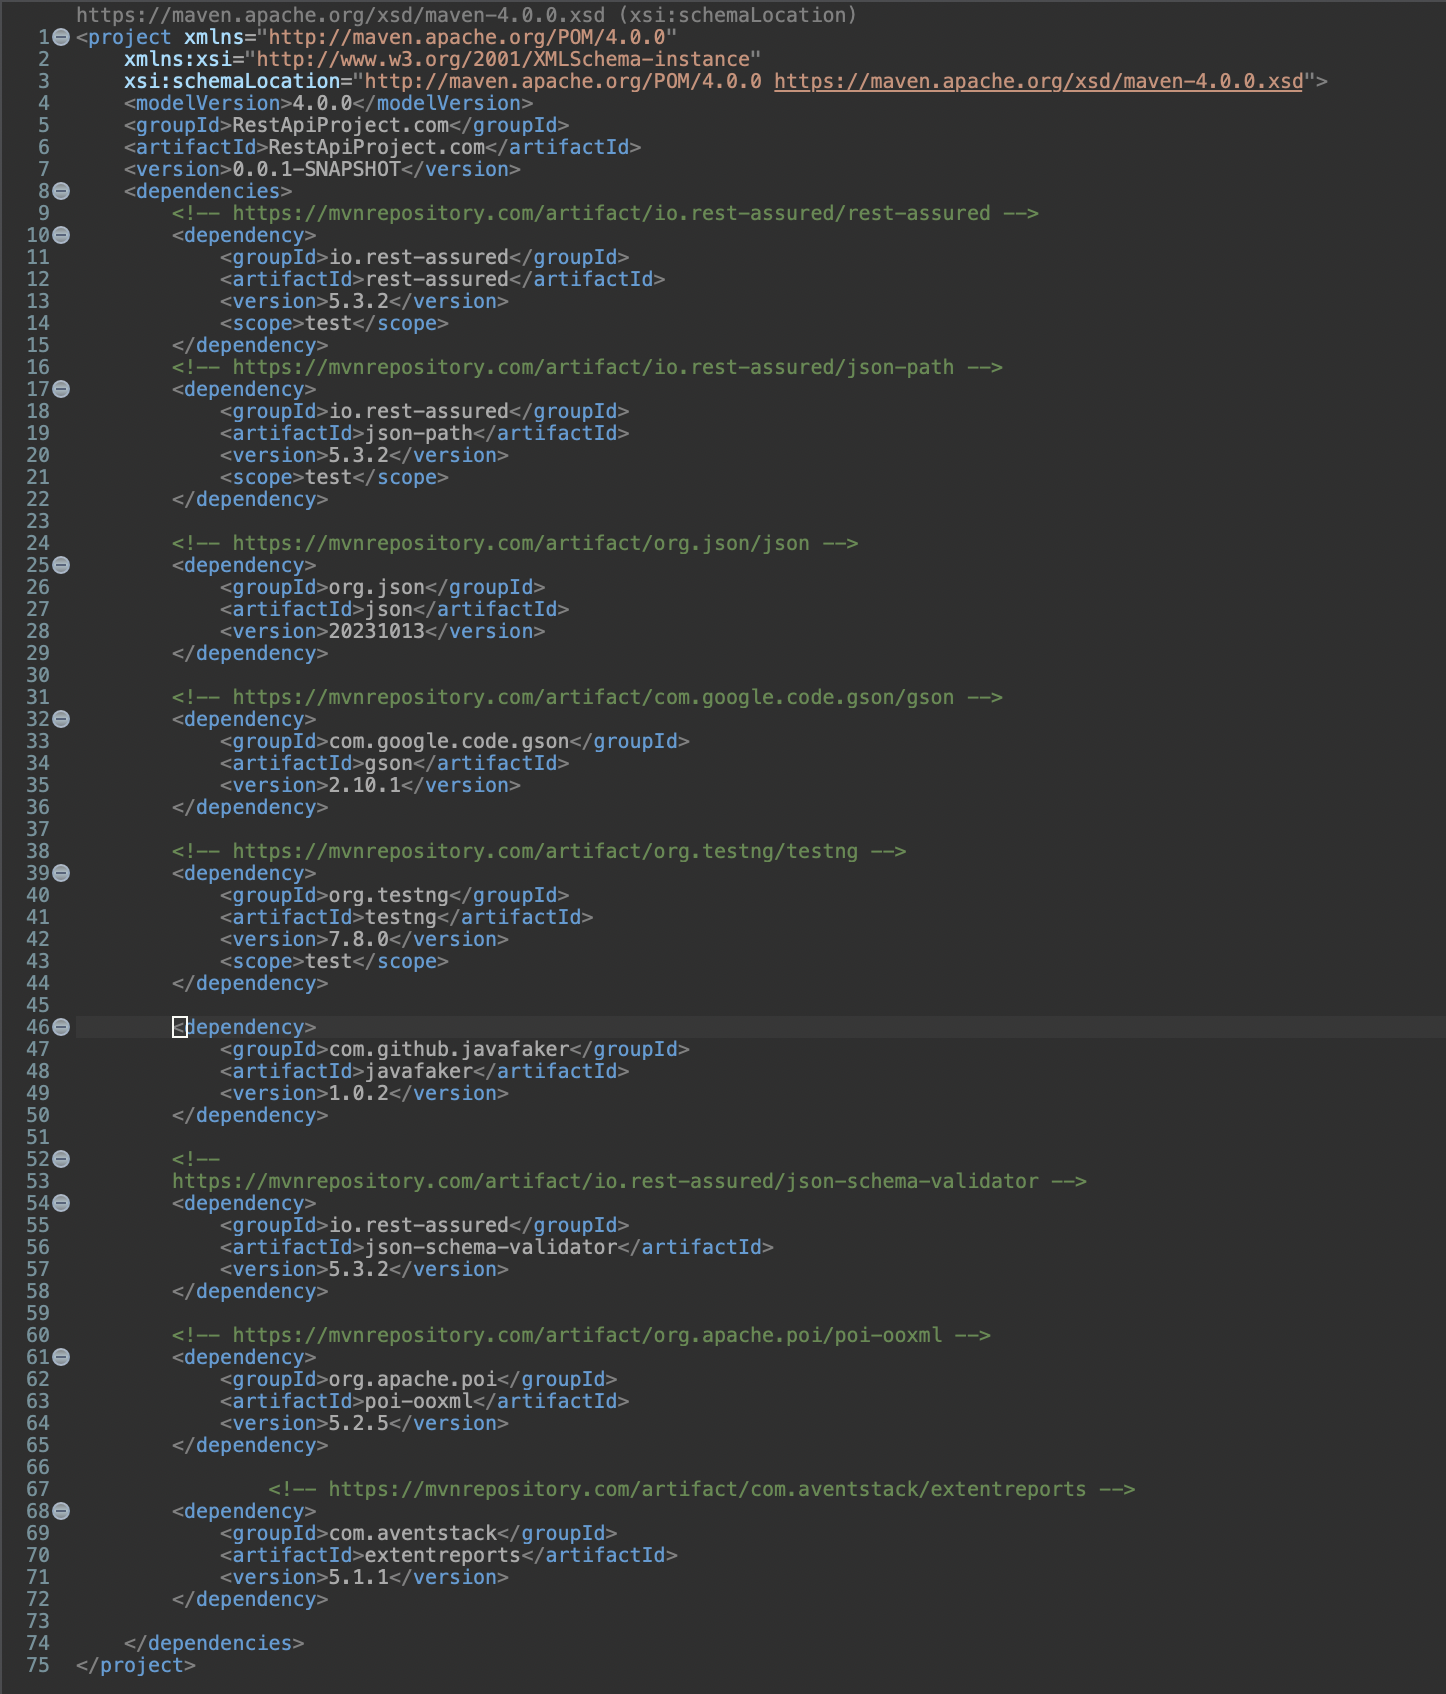 https://maven.apache.org/xsd/maven-4.0.0.xsd (xsi:schemaLocation)
1 <project xmlns="http://maven.apache.org/POM/4.0.0"
2     xmlns:xsi="http://www.w3.org/2001/XMLSchema-instance"
3     xsi:schemaLocation="http://maven.apache.org/POM/4.0.0 https://maven.apache.org/xsd/maven-4.0.0.xsd">
4     <modelVersion>4.0.0</modelVersion>
5     <groupId>RestApiProject.com</groupId>
6     <artifactId>RestApiProject.com</artifactId>
7     <version>0.0.1-SNAPSHOT</version>
8     <dependencies>
9         <!-- https://mvnrepository.com/artifact/io.rest-assured/rest-assured -->
10         <dependency>
11             <groupId>io.rest-assured</groupId>
12             <artifactId>rest-assured</artifactId>
13             <version>5.3.2</version>
14             <scope>test</scope>
15         </dependency>
16         <!-- https://mvnrepository.com/artifact/io.rest-assured/json-path -->
17         <dependency>
18             <groupId>io.rest-assured</groupId>
19             <artifactId>json-path</artifactId>
20             <version>5.3.2</version>
21             <scope>test</scope>
22         </dependency>
23
24         <!-- https://mvnrepository.com/artifact/org.json/json -->
25         <dependency>
26             <groupId>org.json</groupId>
27             <artifactId>json</artifactId>
28             <version>20231013</version>
29         </dependency>
30
31         <!-- https://mvnrepository.com/artifact/com.google.code.gson/gson -->
32         <dependency>
33             <groupId>com.google.code.gson</groupId>
34             <artifactId>gson</artifactId>
35             <version>2.10.1</version>
36         </dependency>
37
38         <!-- https://mvnrepository.com/artifact/org.testng/testng -->
39         <dependency>
40             <groupId>org.testng</groupId>
41             <artifactId>testng</artifactId>
42             <version>7.8.0</version>
43             <scope>test</scope>
44         </dependency>
45
46         <dependency>
47             <groupId>com.github.javafaker</groupId>
48             <artifactId>javafaker</artifactId>
49             <version>1.0.2</version>
50         </dependency>
51
52         <!--
53         https://mvnrepository.com/artifact/io.rest-assured/json-schema-validator -->
54         <dependency>
55             <groupId>io.rest-assured</groupId>
56             <artifactId>json-schema-validator</artifactId>
57             <version>5.3.2</version>
58         </dependency>
59
60         <!-- https://mvnrepository.com/artifact/org.apache.poi/poi-ooxml -->
61         <dependency>
62             <groupId>org.apache.poi</groupId>
63             <artifactId>poi-ooxml</artifactId>
64             <version>5.2.5</version>
65         </dependency>
66
67                 <!-- https://mvnrepository.com/artifact/com.aventstack/extentreports -->
68         <dependency>
69             <groupId>com.aventstack</groupId>
70             <artifactId>extentreports</artifactId>
71             <version>5.1.1</version>
72         </dependency>
73
74     </dependencies>
75 </project>